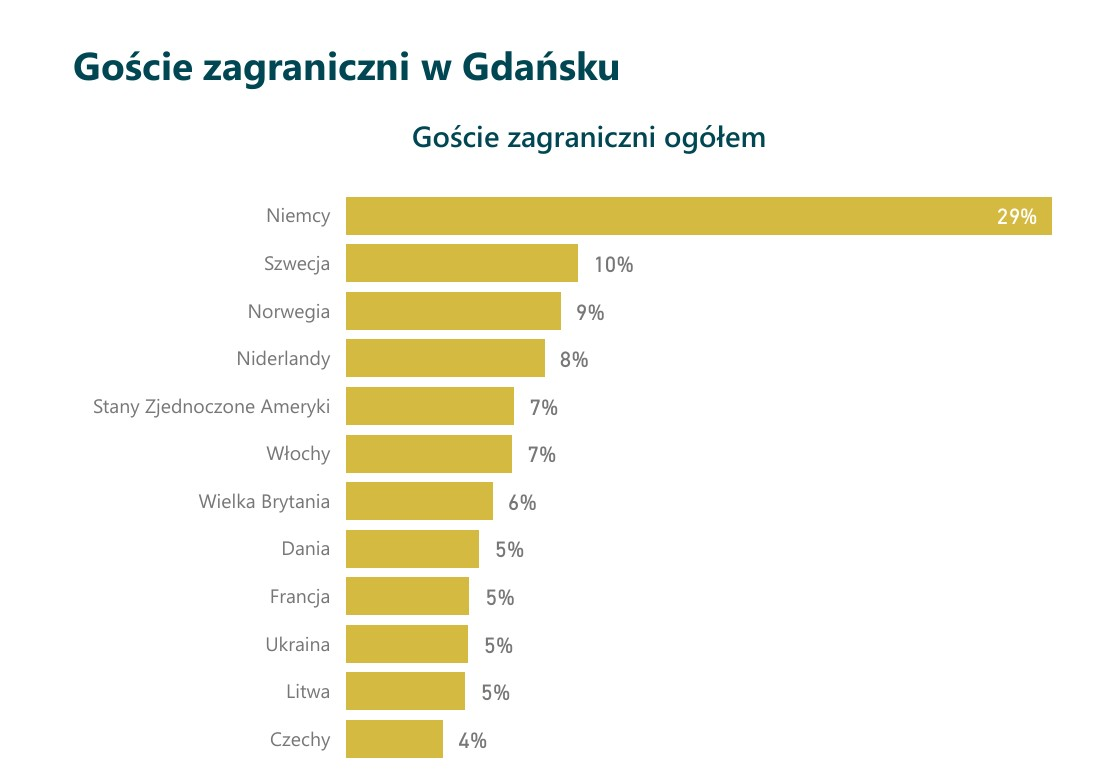 Goście zagraniczni w Gdańsku
Goście zagraniczni ogółem
Niemcy 29%
Szwecja 10%
Norwegia 9%
Niderlandy 8%
Stany Zjednoczone Ameryki 7%
Włochy 7%
Wielka Brytania 6%
Dania 5%
Francja 5%
Ukraina 5%
Litwa 5%
Czechy 4%